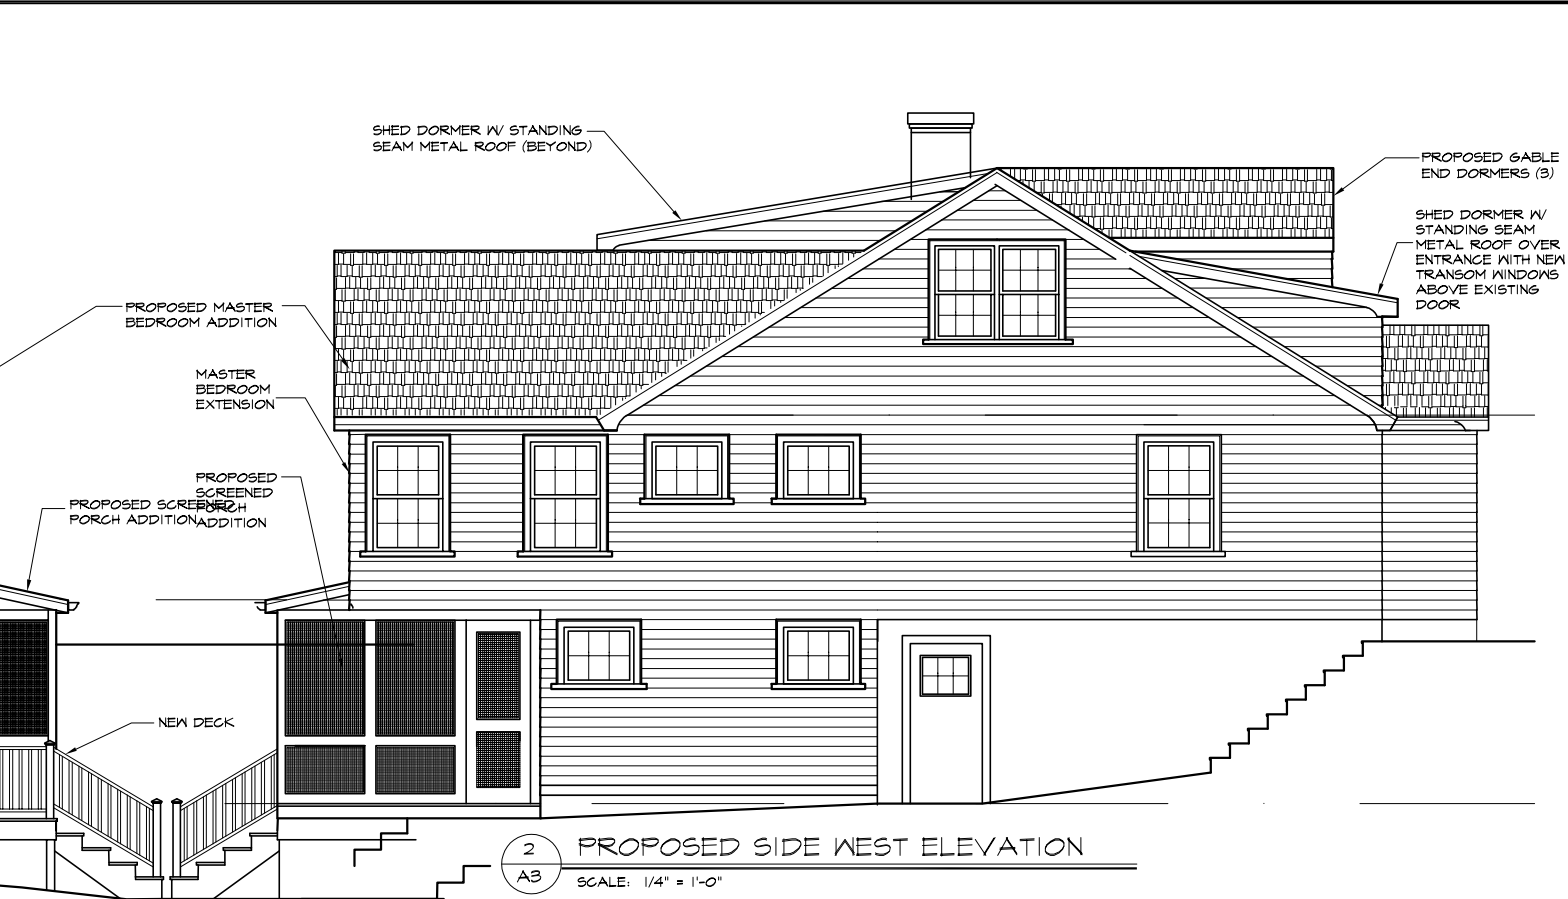 SHED DORMER W/ STANDING
SEAM METAL ROOF (BEYOND)
PROPOSED GABLE
END DORMERS (3)
SHED DORMER W/
STANDING SEAM
METAL ROOF OVER
ENTRANCE WITH NEW
TRANSOM WINDOWS
ABOVE EXISTING
DOOR
PROPOSED MASTER
BEDROOM ADDITION
MASTER
BEDROOM
EXTENSION
PROPOSED
SCREENED
PORCH
ADDITION
PROPOSED SCREENED
PORCH ADDITION
NEW DECK
2
A3
PROPOSED SIDE WEST ELEVATION
SCALE: 1/4" = 1'-0"